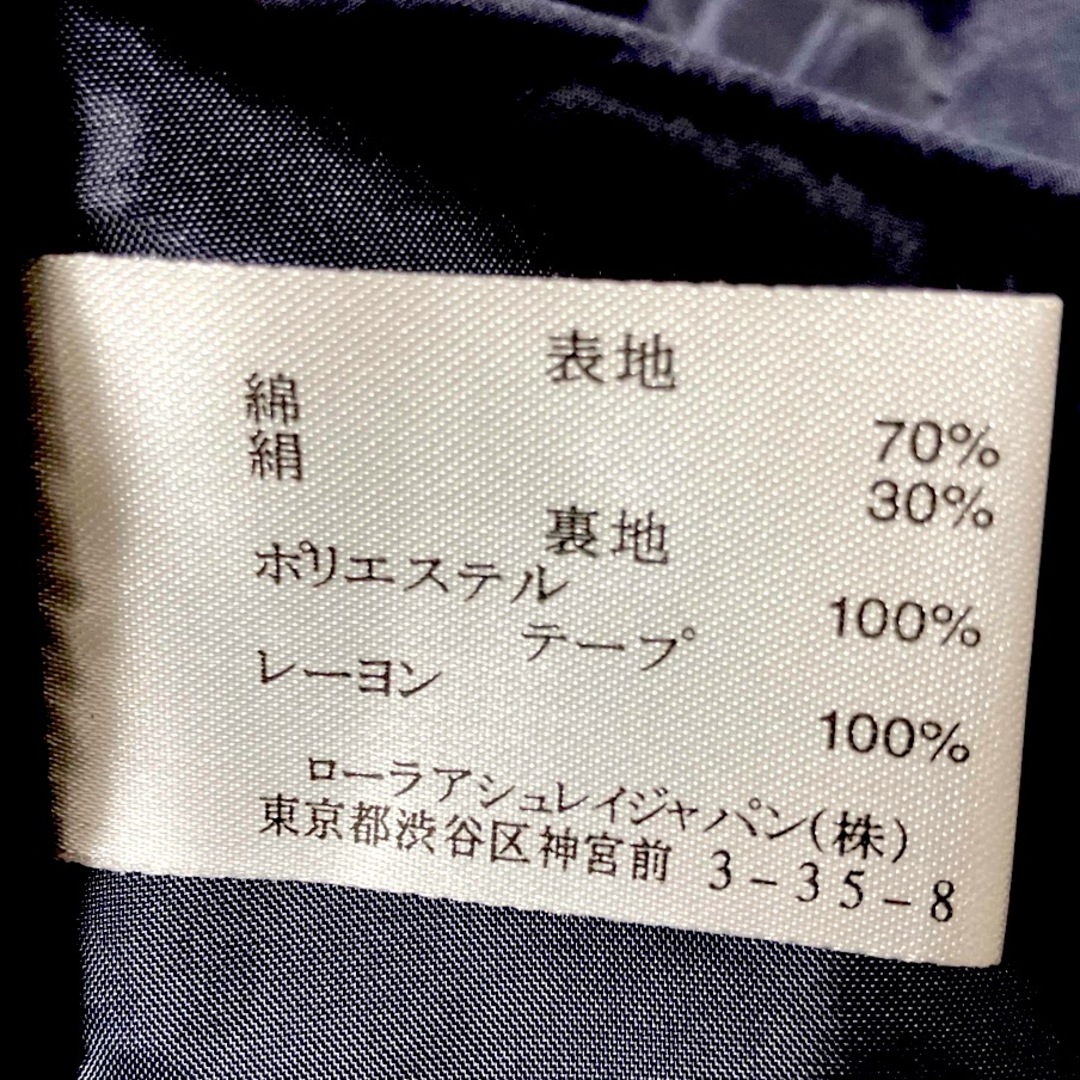 表地
綿 70%
絹 30%
裏地
ポリエステル 100%
テープ
レーヨン 100%
ローラアシュレイジャパン(株)
東京都渋谷区神宮前 3-35-8